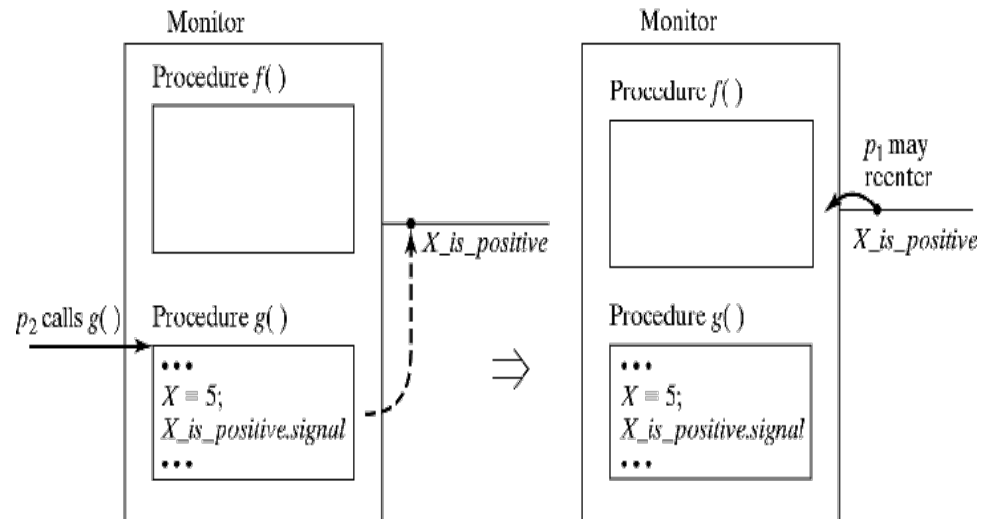 Monitor
Procedure f( )
X_is_positive
p2 calls g( )
Procedure g( )
•••
X = 5;
X_is_positive.signal
•••
⇒
Monitor
Procedure f( )
p1 may
reenter
X_is_positive
Procedure g( )
•••
X = 5;
X_is_positive.signal
•••